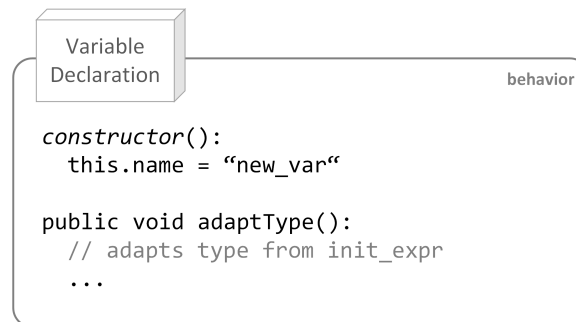 Variable
Declaration
behavior
constructor():
this.name = “new_var“
public void adaptType():
// adapts type from init_expr
...